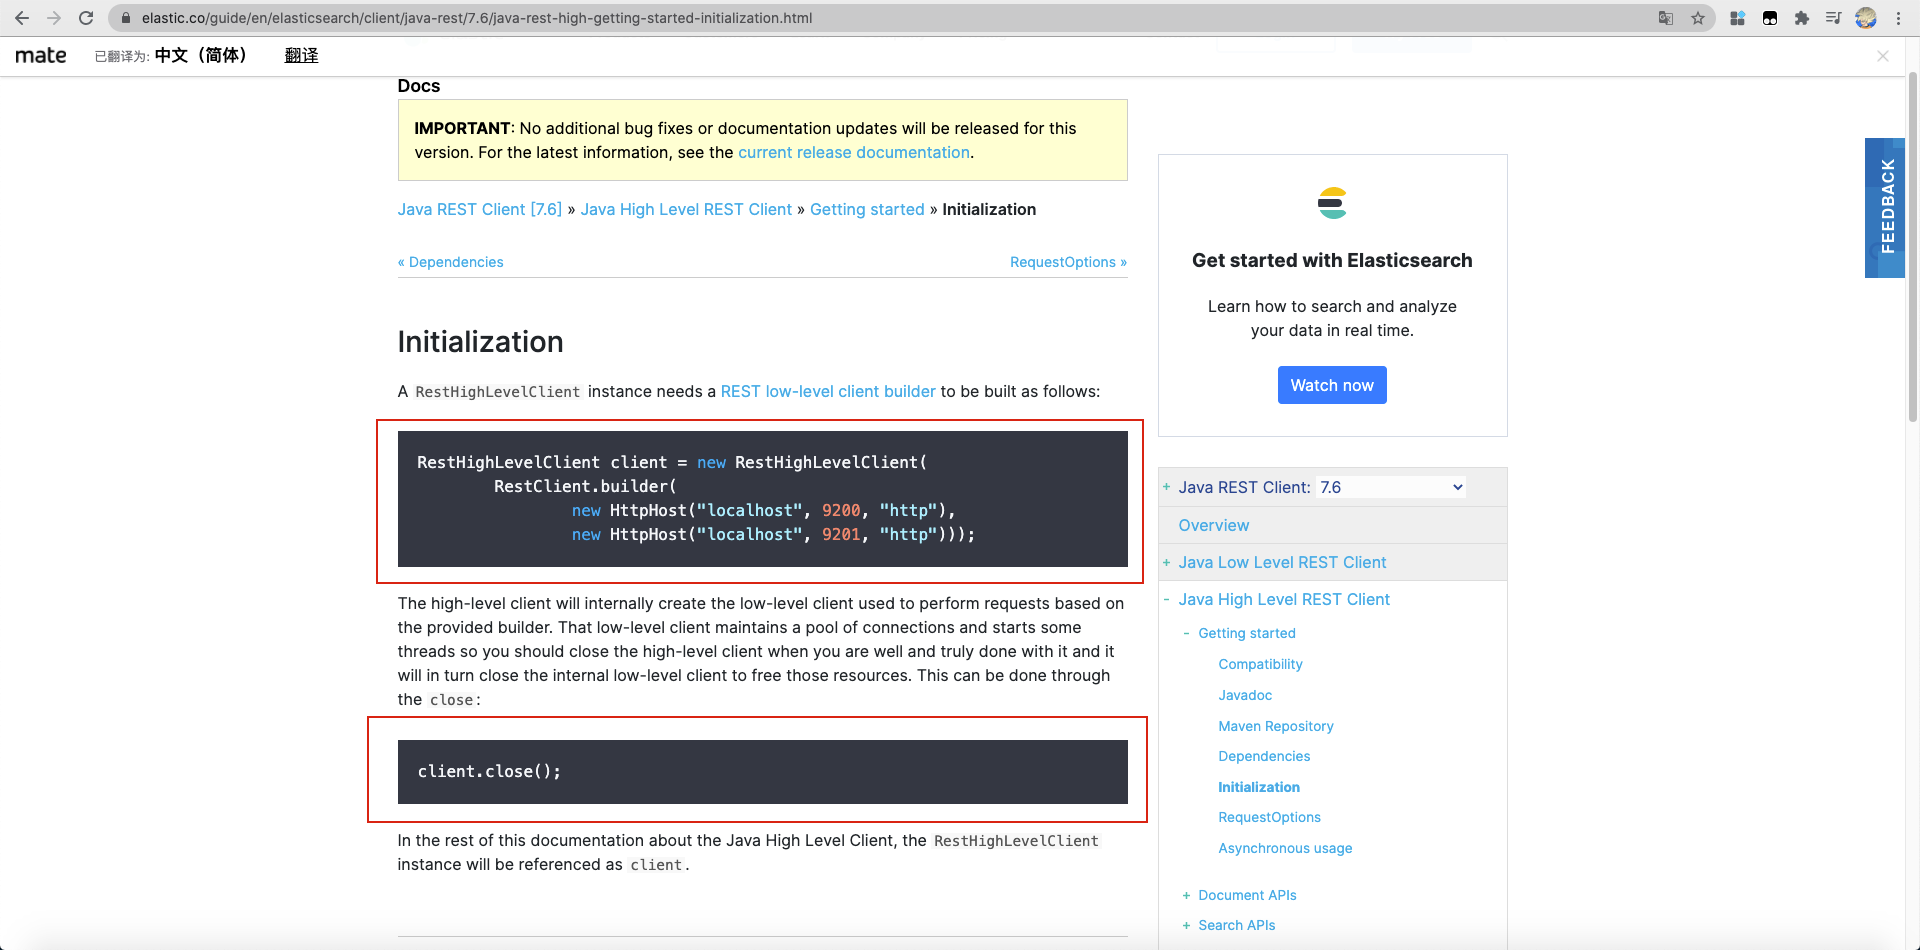 elastic.co/guide/en/elasticsearch/client/java-rest/7.6/java-rest-high-getting-started-initialization.html
mate 已翻译为: 中文（简体） 翻译
Docs
IMPORTANT: No additional bug fixes or documentation updates will be released for this
version. For the latest information, see the current release documentation.
Java REST Client [7.6] » Java High Level REST Client » Getting started » Initialization
« Dependencies
RequestOptions »
Initialization
A RestHighLevelClient instance needs a REST low-level client builder to be built as follows:
RestHighLevelClient client = new RestHighLevelClient(
        RestClient.builder(
                new HttpHost("localhost", 9200, "http"),
                new HttpHost("localhost", 9201, "http")));
The high-level client will internally create the low-level client used to perform requests based on
the provided builder. That low-level client maintains a pool of connections and starts some
threads so you should close the high-level client when you are well and truly done with it and it
will in turn close the internal low-level client to free those resources. This can be done through
the close:
client.close();
In the rest of this documentation about the Java High Level Client, the RestHighLevelClient
instance will be referenced as client.
Get started with Elasticsearch
Learn how to search and analyze
your data in real time.
Watch now
+ Java REST Client: 7.6
Overview
+ Java Low Level REST Client
- Java High Level REST Client
- Getting started
Compatibility
Javadoc
Maven Repository
Dependencies
Initialization
RequestOptions
Asynchronous usage
+ Document APIs
+ Search APIs
FEEDBACK